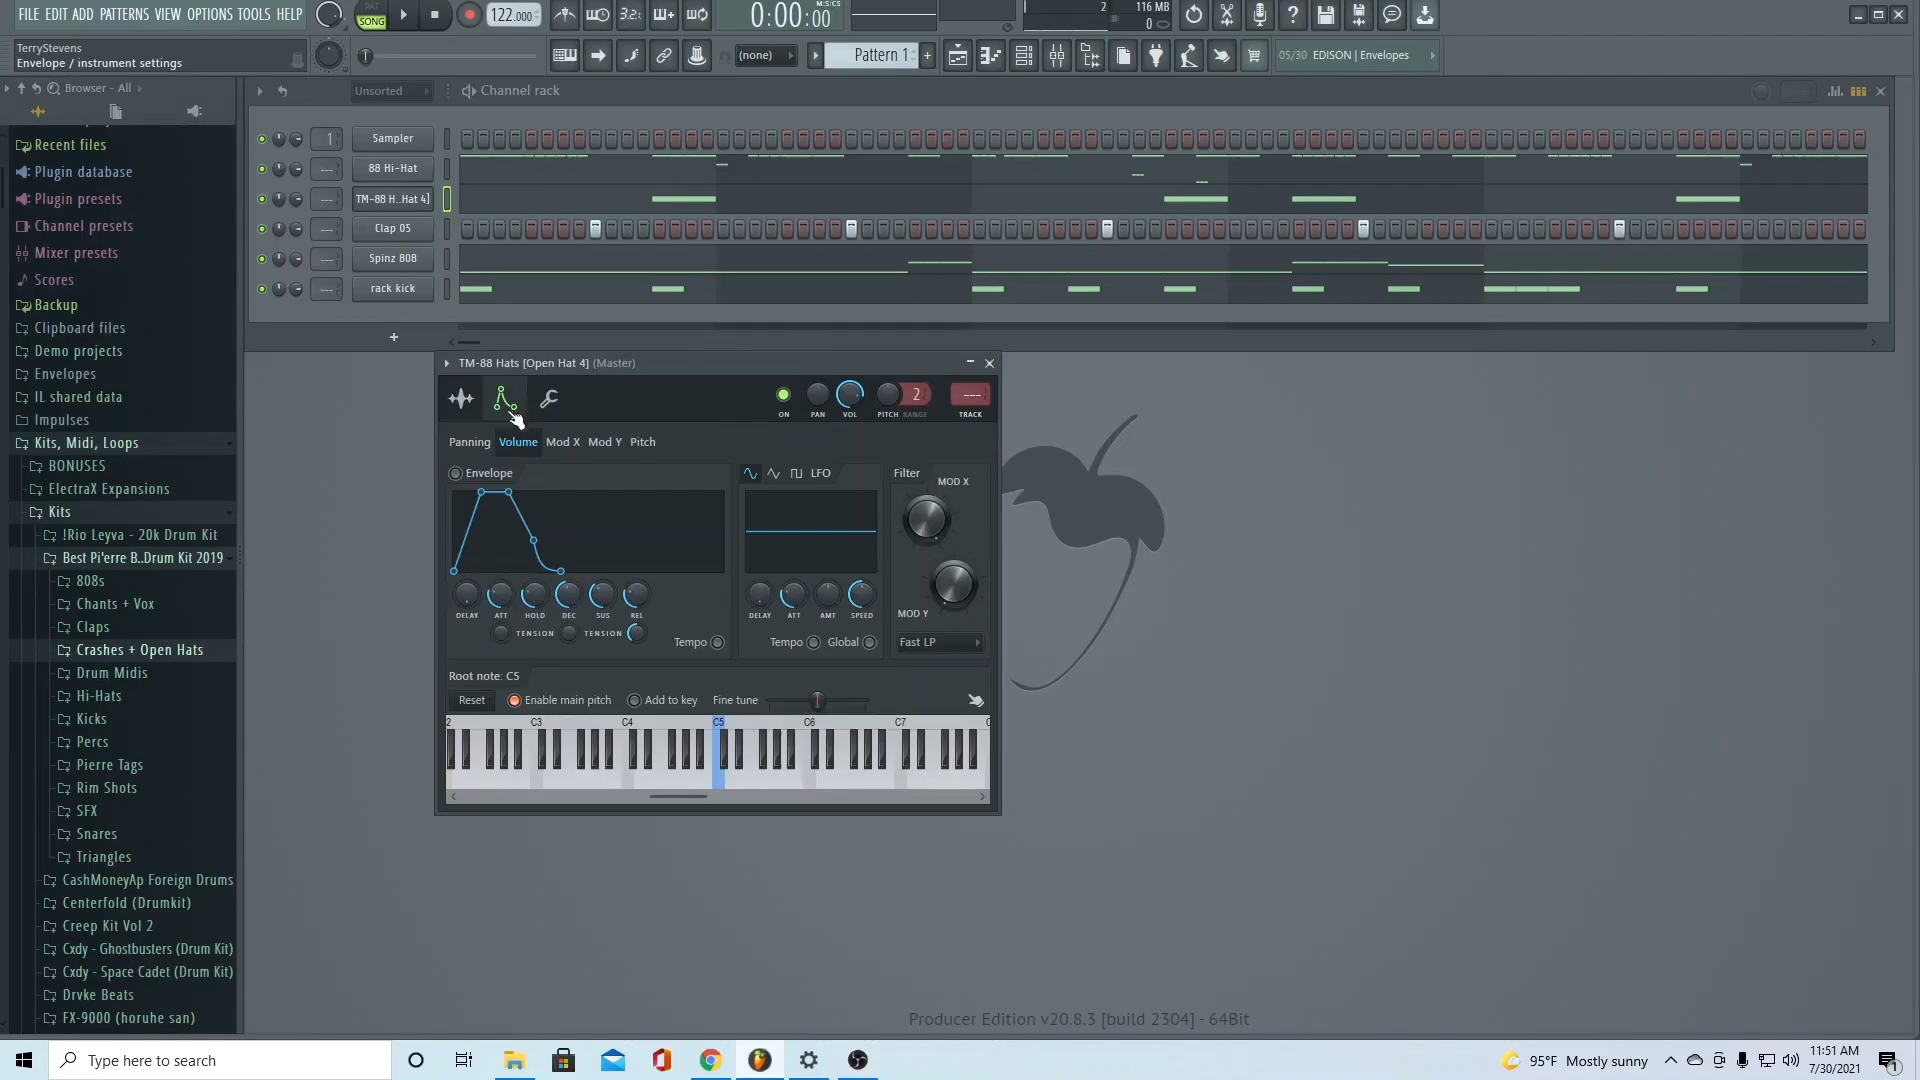 FILE EDIT ADD PATTERNS VIEW OPTIONS TOOLS HELP
PAT
SONG
122.000
3.2.
0:00:00
M:S:CS
2
116 MB
0
TerryStevens
Envelope / instrument settings
(none)
Pattern 1
+
05/30 EDISON | Envelopes
Browser - All
Unsorted
Channel rack
Recent files
Plugin database
Plugin presets
Channel presets
Mixer presets
Scores
Backup
Clipboard files
Demo projects
Envelopes
IL shared data
Impulses
Kits, Midi, Loops
BONUSES
ElectraX Expansions
Kits
!Rio Leyva - 20k Drum Kit
Best Pi'erre B..Drum Kit 2019
808s
Chants + Vox
Claps
Crashes + Open Hats
Drum Midis
Hi-Hats
Kicks
Percs
Pierre Tags
Rim Shots
SFX
Snares
Triangles
CashMoneyAp Foreign Drums
Centerfold (Drumkit)
Creep Kit Vol 2
Cxdy - Ghostbusters (Drum Kit)
Cxdy - Space Cadet (Drum Kit)
Drvke Beats
FX-9000 (horuhe san)
1
Sampler
---
88 Hi-Hat
---
TM-88 H..Hat 4]
---
Clap 05
---
Spinz 808
---
rack kick
+
TM-88 Hats [Open Hat 4] (Master)
ON
PAN
VOL
PITCH
RANGE
2
---
TRACK
Panning
Volume
Mod X
Mod Y
Pitch
Envelope
LFO
Filter
MOD X
DELAY
ATT
HOLD
DEC
SUS
REL
TENSION
TENSION
Tempo
DELAY
ATT
AMT
SPEED
Tempo
Global
MOD Y
Fast LP
Root note: C5
Reset
Enable main pitch
Add to key
Fine tune
2
C3
C4
C5
C6
C7
C
Producer Edition v20.8.3 [build 2304] - 64Bit
Type here to search
95°F Mostly sunny
11:51 AM
7/30/2021
1